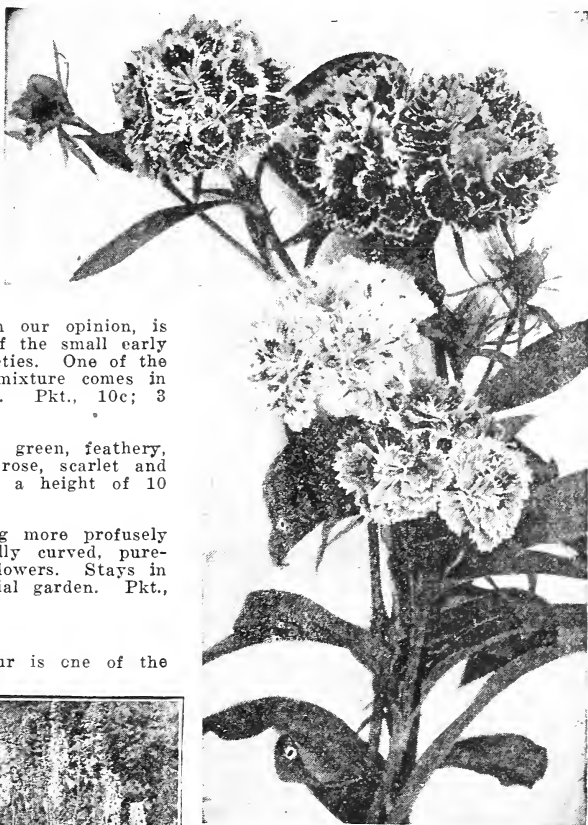 n our opinion, is
f the small early
ties. One of the
mixture comes in
. Pkt., 10c; 3
green, feathery,
rose, scarlet and
a height of 10
g more profusely
lly curved, pure-
lowers. Stays in
ial garden. Pkt.,
ur is cne of the